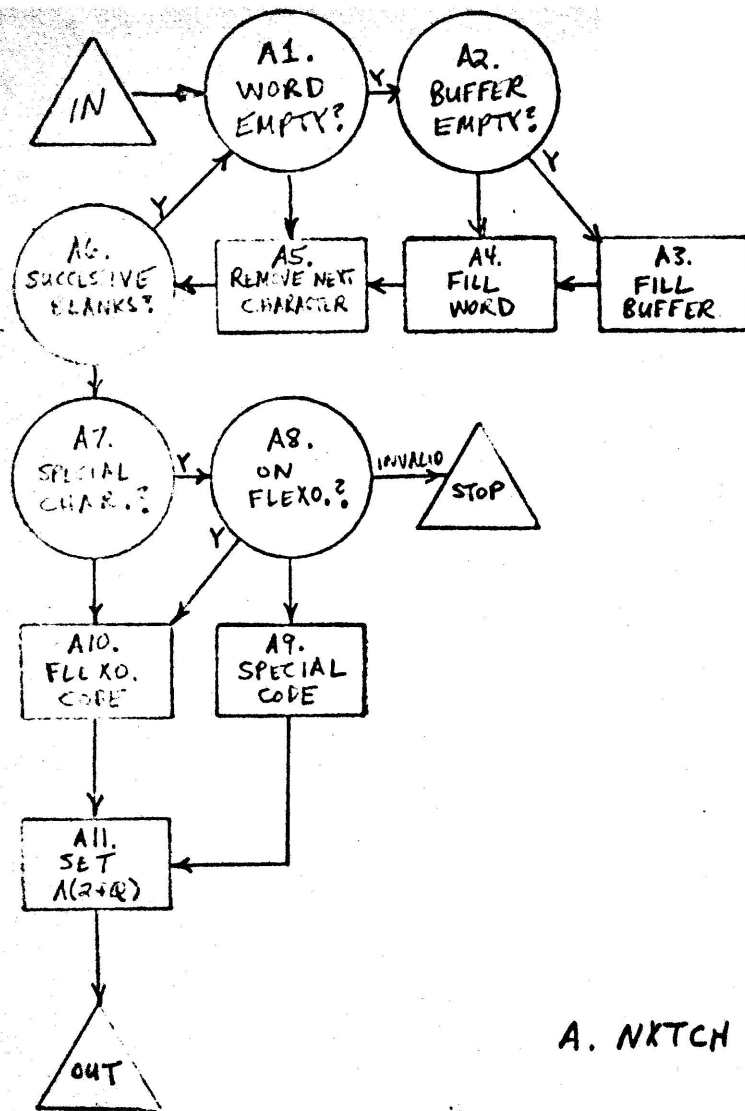 IN
A1.
WORD
EMPTY?
Y
A2.
BUFFER
EMPTY?
Y
Y
A6.
SUCCESSIVE
BLANKS?
A5.
REMOVE NEXT
CHARACTER
A4.
FILL
WORD
A3.
FILL
BUFFER
A7.
SPECIAL
CHAR.?
Y
A8.
ON
FLEXO.?
INVALID
STOP
Y
A10.
FLEXO.
CODE
A9.
SPECIAL
CODE
A11.
SET
Λ(2+Q)
OUT
A. NXTCH